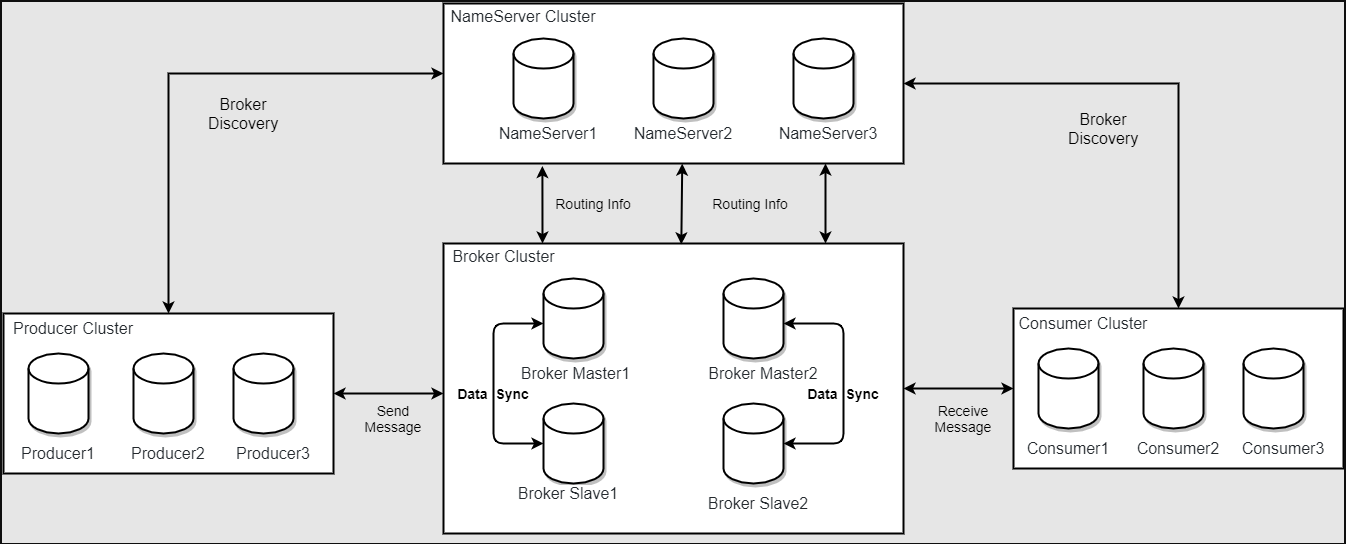 NameServer Cluster
NameServer1
NameServer2
NameServer3
Broker
Discovery
Broker
Discovery
Routing Info
Routing Info
Broker Cluster
Producer Cluster
Producer1
Producer2
Producer3
Send
Message
Broker Master1
Broker Master2
Data Sync
Data Sync
Broker Slave1
Broker Slave2
Receive
Message
Consumer Cluster
Consumer1
Consumer2
Consumer3